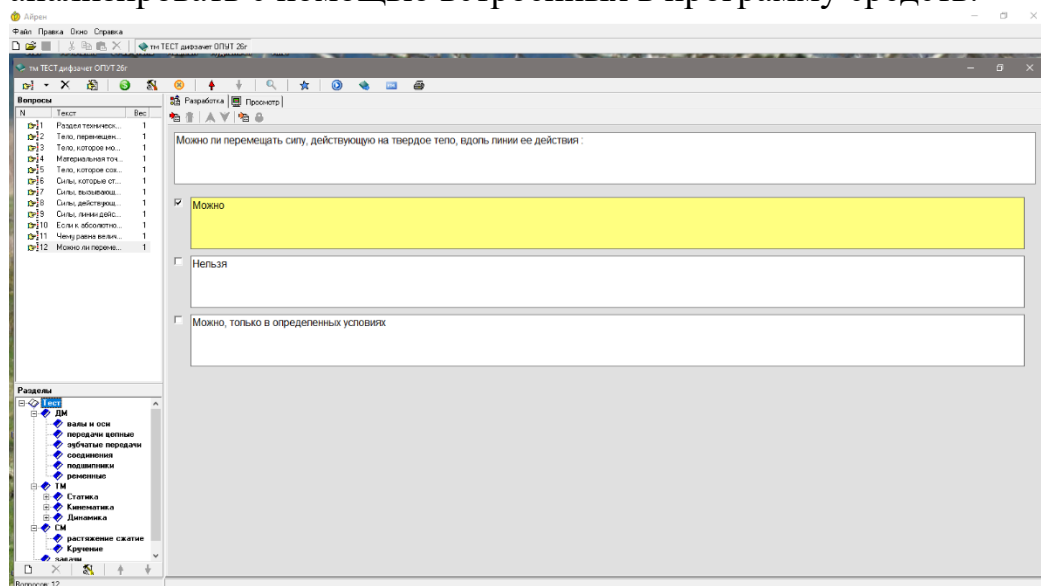 Айрен
Файл Правка Окно Справка
тм ТЕСТ дифзачет ОПУТ 26г
тм ТЕСТ дифзачет ОПУТ 26г
Вопросы
N Текст Вес
1 Раздел техническ... 1
2 Тело, перемещен... 1
3 Тело, которое мо... 1
4 Материальная точ... 1
5 Тело, которое сов... 1
6 Силы, которые ст... 1
7 Силы, вызывающ... 1
8 Силы, действующ... 1
9 Силы, линии дейс... 1
10 Если к абсолютно... 1
11 Чему равна велич... 1
12 Можно ли переме... 1
Разработка Просмотр
Можно ли перемещать силу, действующую на твердое тело, вдоль линии ее действия :
Можно
Нельзя
Можно, только в определенных условиях
Разделы
Тест
ДМ
валы и оси
передачи цепные
зубчатые передачи
соединения
подшипники
ременные
ТМ
Статика
Кинематика
Динамика
СМ
растяжение сжатие
Кручение
задачи
Вопросов: 12